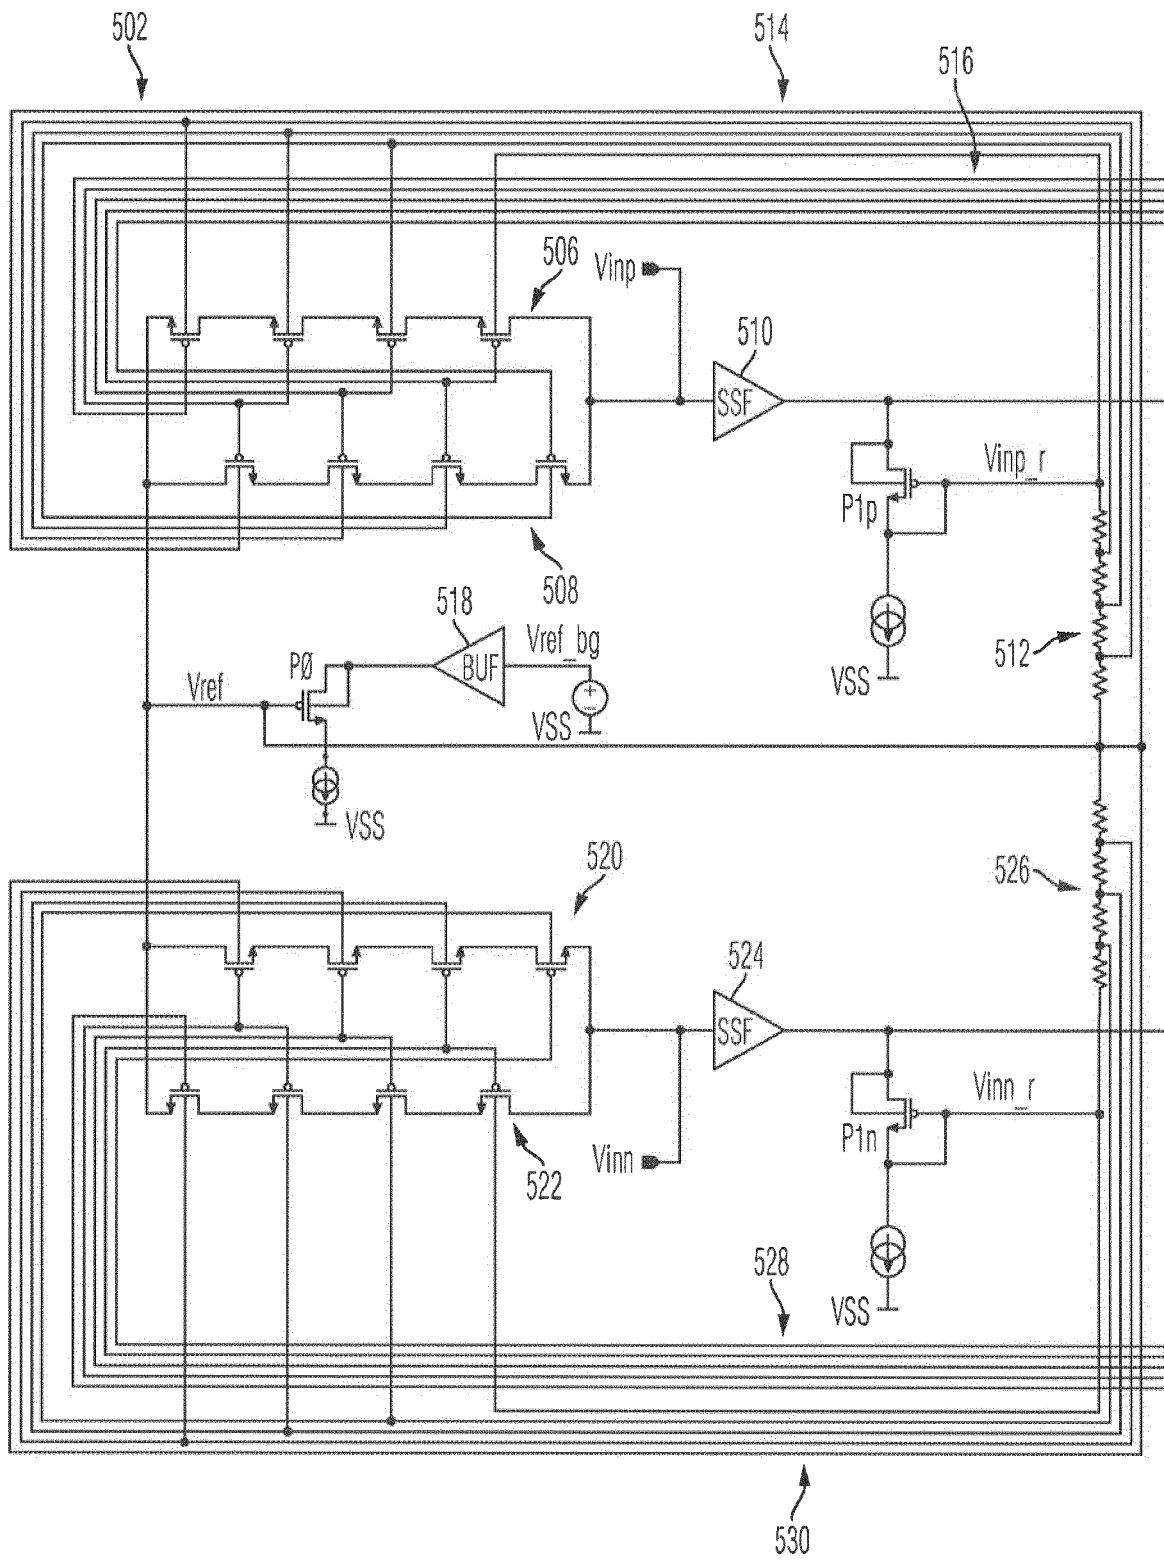 502
514
516
506
Vinp
510
SSF
Vinp_r
P1p
508
518
Vref_bg
BUF
PØ
Vref
VSS
VSS
512
VSS
520
526
524
SSF
Vinn_r
P1n
Vinn
522
528
VSS
530